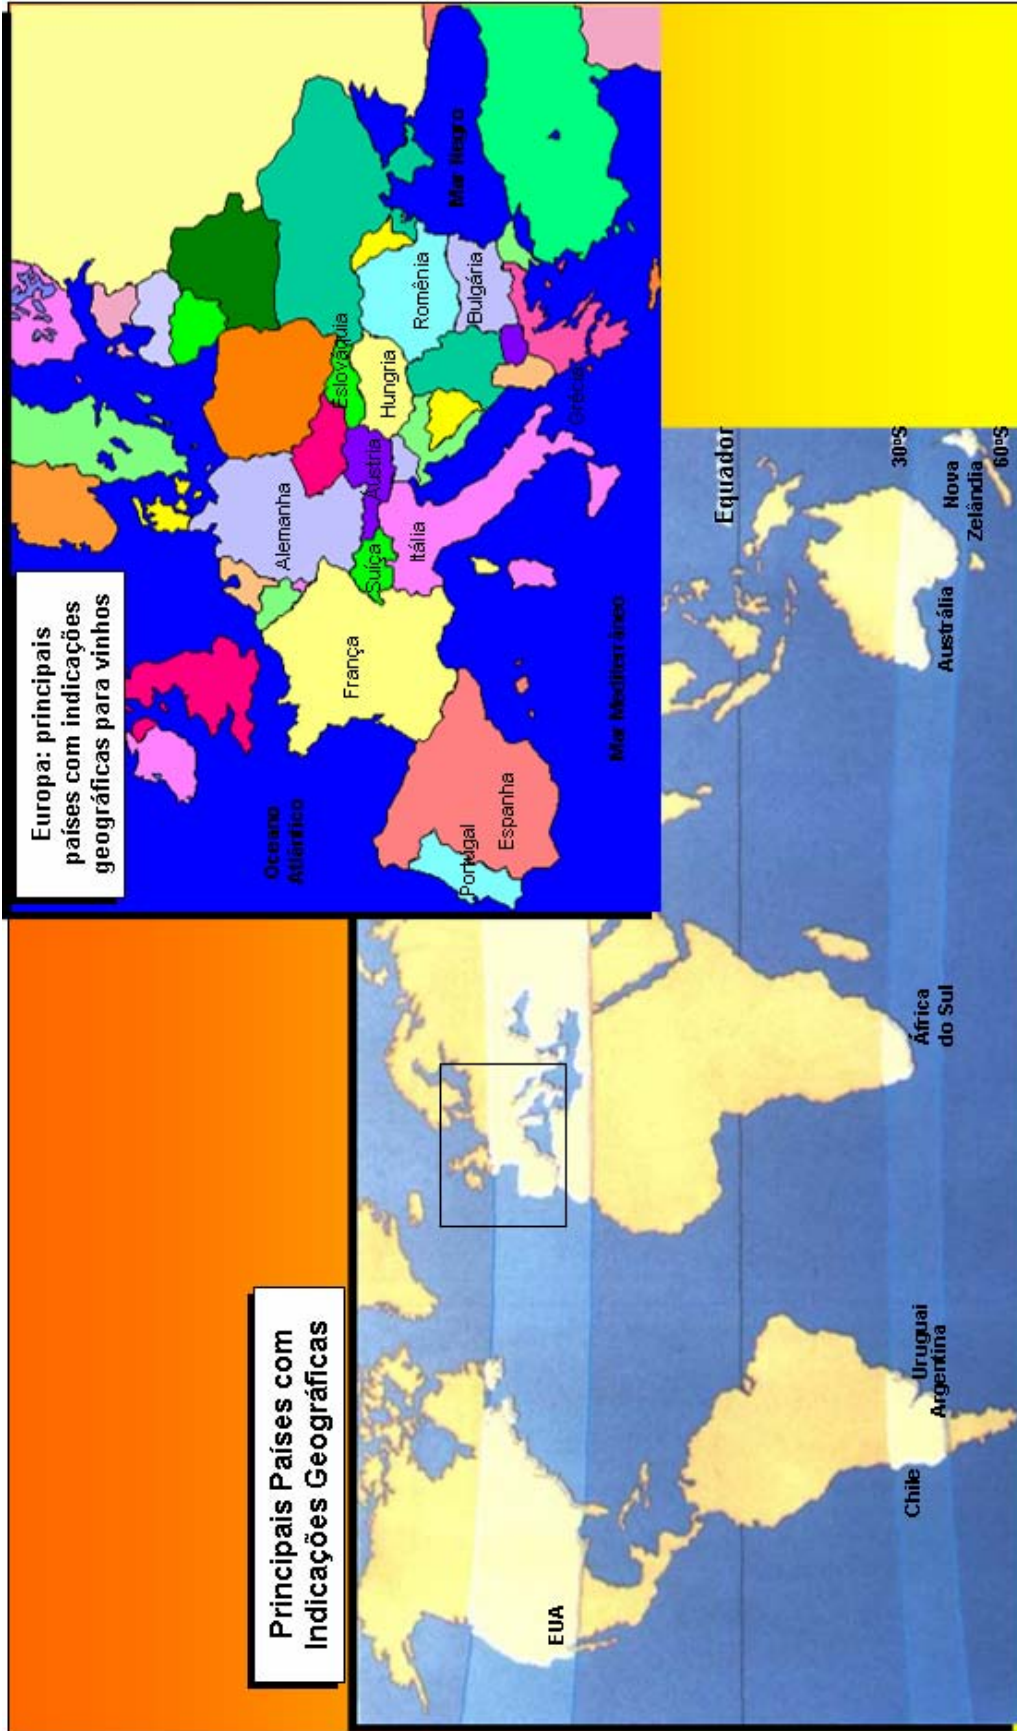 Principais Países com
Indicações Geográficas
Europa: principais
países com indicações
geográficas para vinhos
Oceano
Atlântico
Mar Negro
Mar Mediterrâneo
Portugal
Espanha
França
Suíça
Alemanha
Itália
Áustria
Eslováquia
Hungria
Romênia
Bulgária
Grécia
EUA
Chile
Uruguai
Argentina
África
do Sul
Austrália
Nova
Zelândia
Equador
30ºS
60ºS